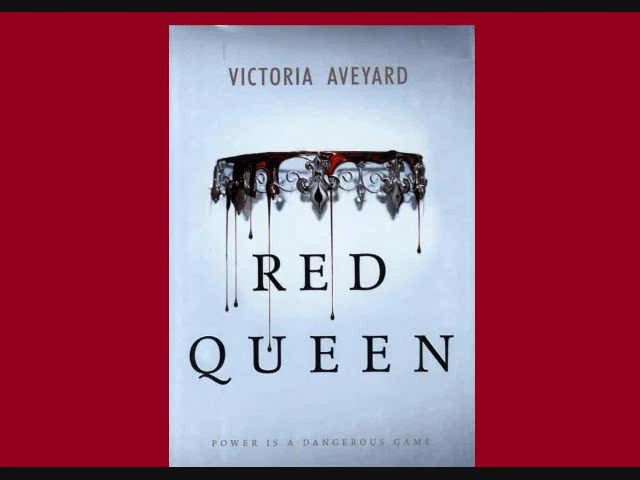 VICTORIA AVEYARD
RED
QUEEN
POWER IS A DANGEROUS GAME